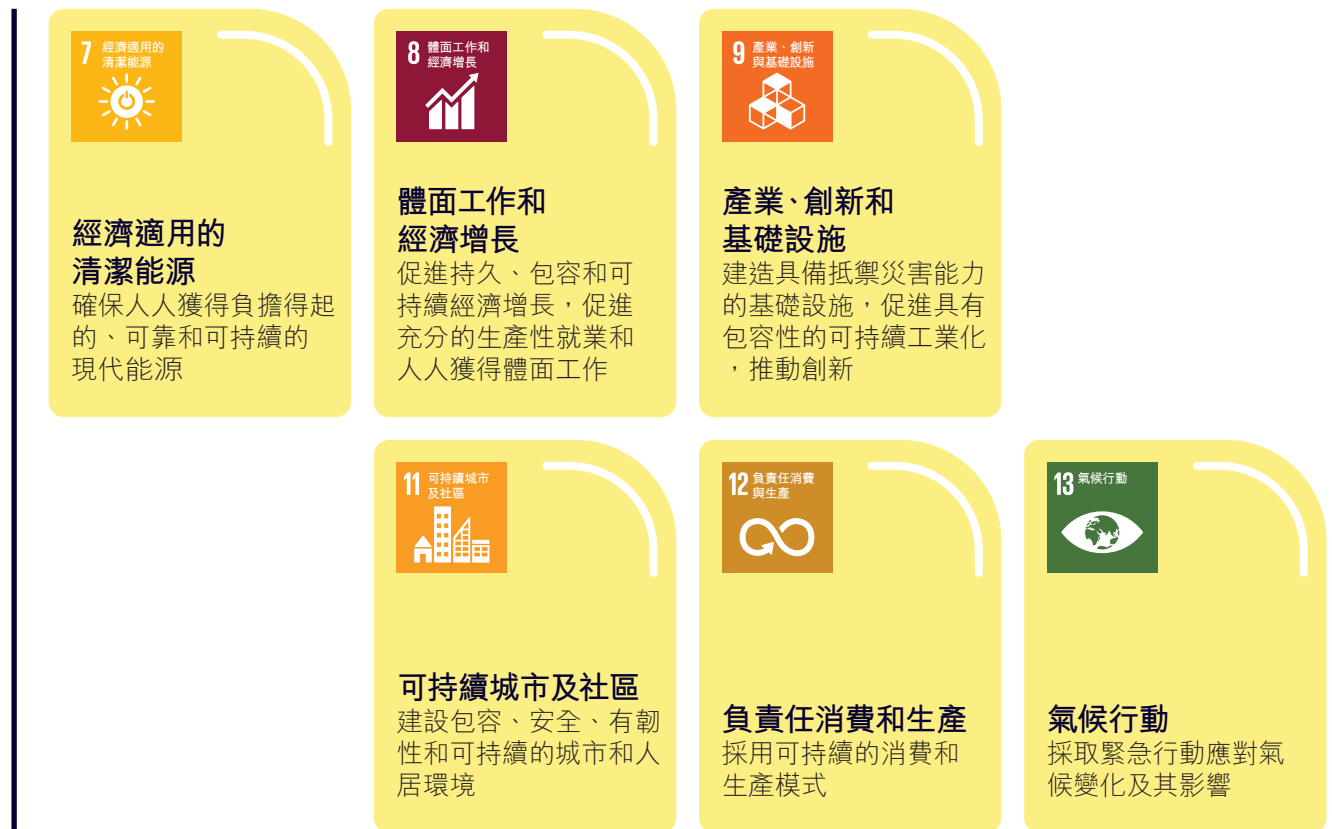 7 經濟適用的
清潔能源
經濟適用的
清潔能源
確保人人獲得負擔得起
的、可靠和可持續的
現代能源
8 體面工作和
經濟增長
體面工作和
經濟增長
促進持久、包容和可
持續經濟增長，促進
充分的生產性就業和
人人獲得體面工作
9 產業、創新
與基礎設施
產業、創新和
基礎設施
建造具備抵禦災害能力
的基礎設施，促進具有
包容性的可持續工業化
，推動創新
11 可持續城市
及社區
可持續城市及社區
建設包容、安全、有韌
性和可持續的城市和人
居環境
12 負責任消費
與生產
負責任消費和生產
採用可持續的消費和
生產模式
13 氣候行動
氣候行動
採取緊急行動應對氣
候變化及其影響